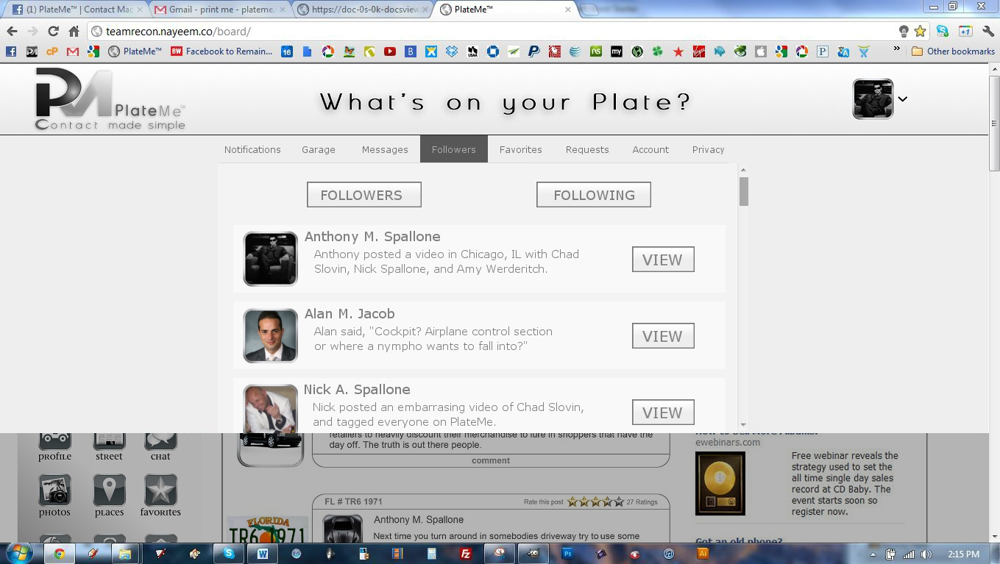 (1) PlateMe™ | Contact Mac
Gmail - print me - plateme.
https://doc-0s-0k-docsview
PlateMe™
teamrecon.nayeem.co/board/
PlateMe™
BW Facebook to Remain...
16
Other bookmarks
PM PlateMe™
Contact made simple
What's on your Plate?
Notifications Garage Messages Followers Favorites Requests Account Privacy
FOLLOWERS FOLLOWING
Anthony M. Spallone
Anthony posted a video in Chicago, IL with Chad
Slovin, Nick Spallone, and Amy Werderitch.
VIEW
Alan M. Jacob
Alan said, "Cockpit? Airplane control section
or where a nympho wants to fall into?"
VIEW
Nick A. Spallone
Nick posted an embarrasing video of Chad Slovin,
and tagged everyone on PlateMe.
VIEW
PROFILE STREET CHAT
PHOTOS PLACES FAVORITES
retailers to heavily discount their merchandise to lure in shoppers that have the
day off. The truth is out there people.
comment
FL # TR6 1971
Rate this post
27 Ratings
FLORIDA
TR6 1971
Anthony M. Spallone
Next time you turn around in somebodies driveway try to use some
How to Sell More Albums.
ewebinars.com
Free webinar reveals the
strategy used to set the
all time single day sales
record at CD Baby. The
event starts soon so
register now.
Got an old phone?
2:15 PM